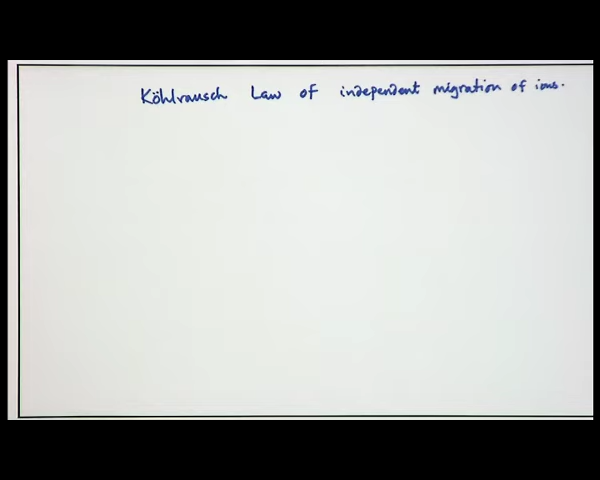 Köhlrausch Law of independent migration of ions.